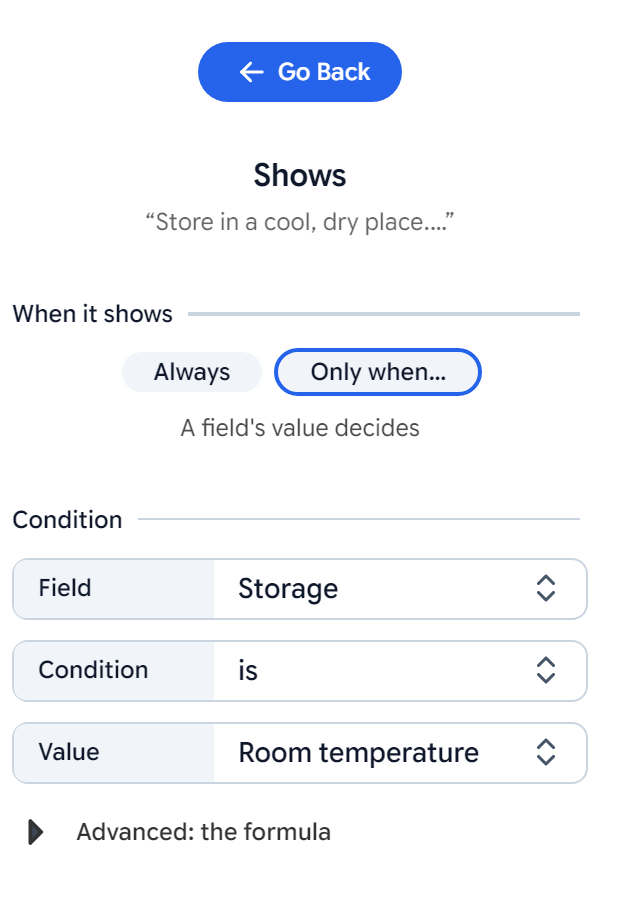 Go Back
Shows
“Store in a cool, dry place....”
When it shows
Always
Only when...
A field's value decides
Condition
Field
Storage
Condition
is
Value
Room temperature
Advanced: the formula